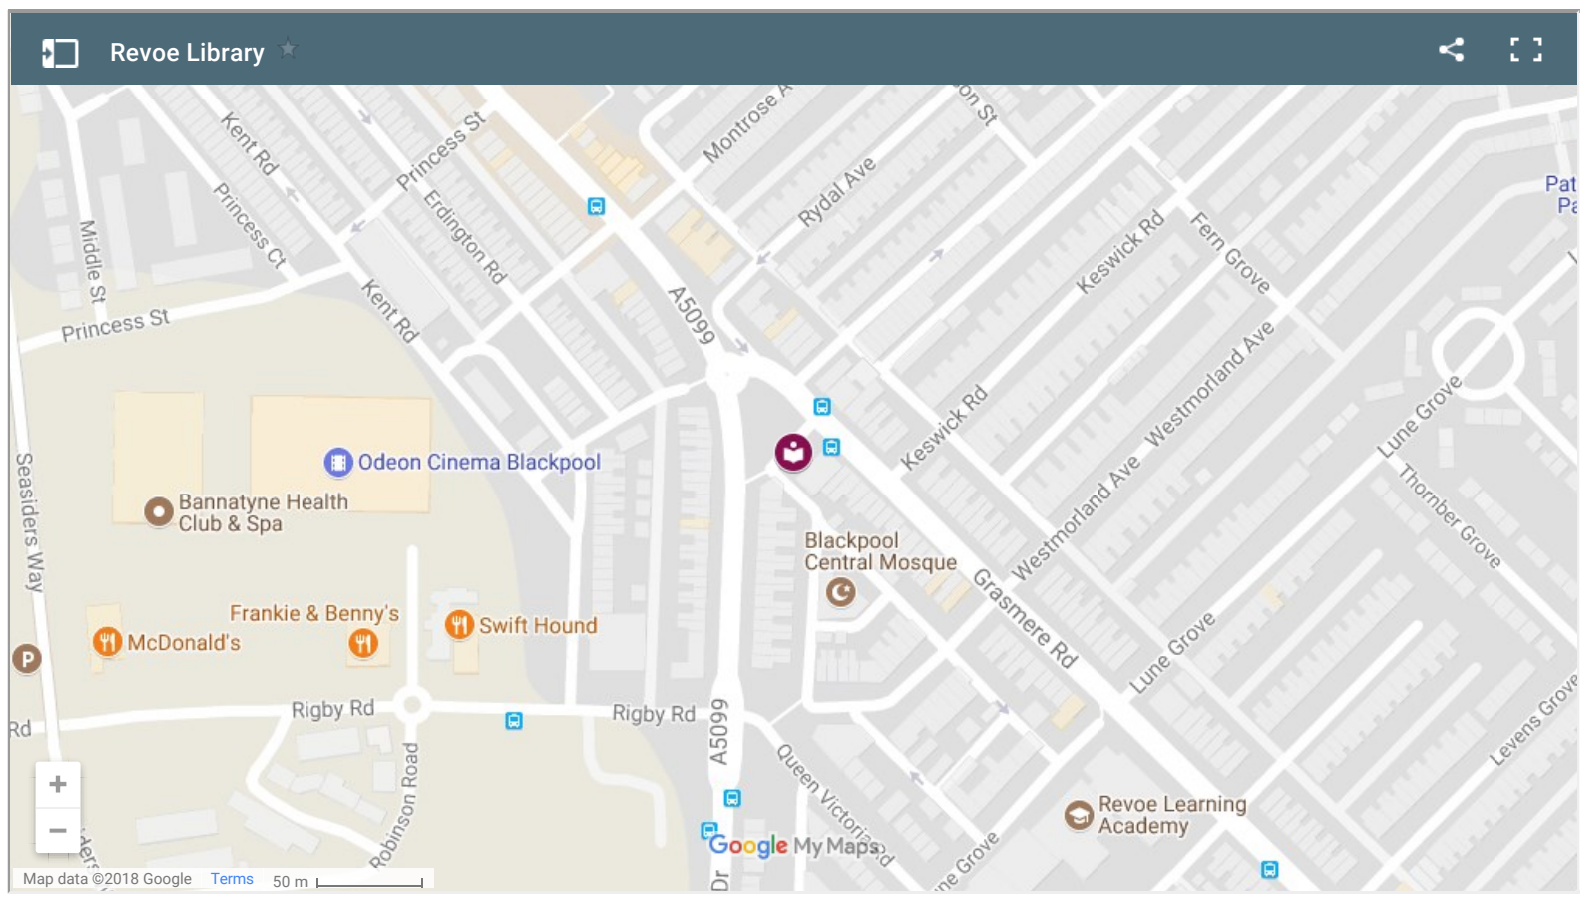 Revoe Library
Montrose A
on St
Kent Rd
Princess St
Rydal Ave
Pat
Pa
Princess Ct
Erdington Rd
Keswick Rd
Fern Grove
Middle St
Kent Rd
A5099
Princess St
Westmorland Ave
Lune Grove
Keswick Rd
Odeon Cinema Blackpool
Seasiders Way
Bannatyne Health
Club & Spa
Westmorland Ave
Thornber Grove
Blackpool
Central Mosque
Grasmere Rd
Frankie & Benny's
Swift Hound
McDonald's
P
Lune Grove
Levens Grove
Rd
Rigby Rd
Rigby Rd
A5099
Queen Victoria Rd
Robinson Road
+
−
Revoe Learning
Academy
Google My Maps
ders
ne Grove
Dr
Map data ©2018 Google
Terms
50 m